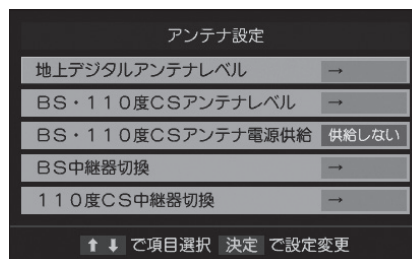 アンテナ設定
地上デジタルアンテナレベル →
BS・110度CSアンテナレベル →
BS・110度CSアンテナ電源供給 供給しない
BS中継器切換 →
110度CS中継器切換 →
↑ ↓ で項目選択 決定 で設定変更